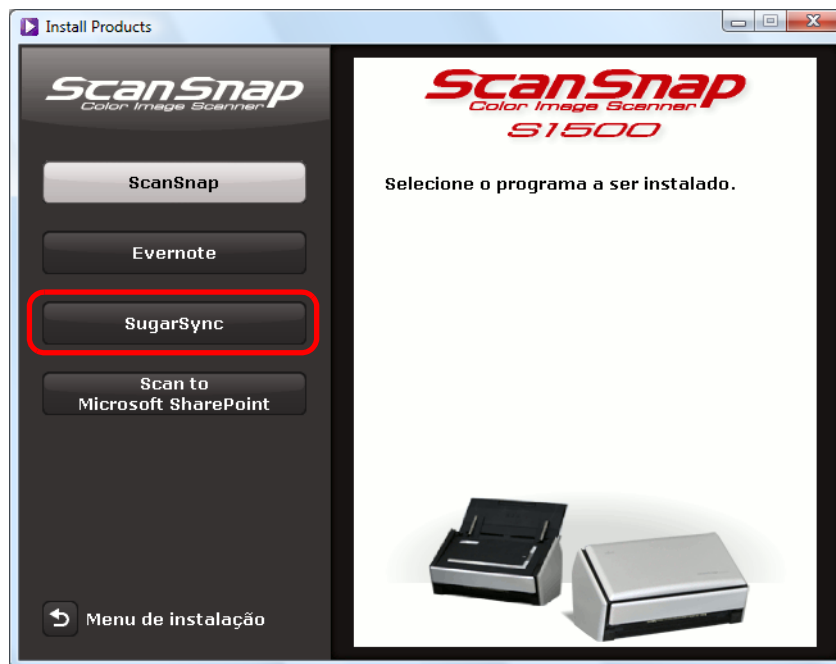 Install Products
ScanSnap
Color Image Scanner
ScanSnap
Evernote
SugarSync
Scan to
Microsoft SharePoint
Menu de instalação
ScanSnap
Color Image Scanner
S1500
Selecione o programa a ser instalado.